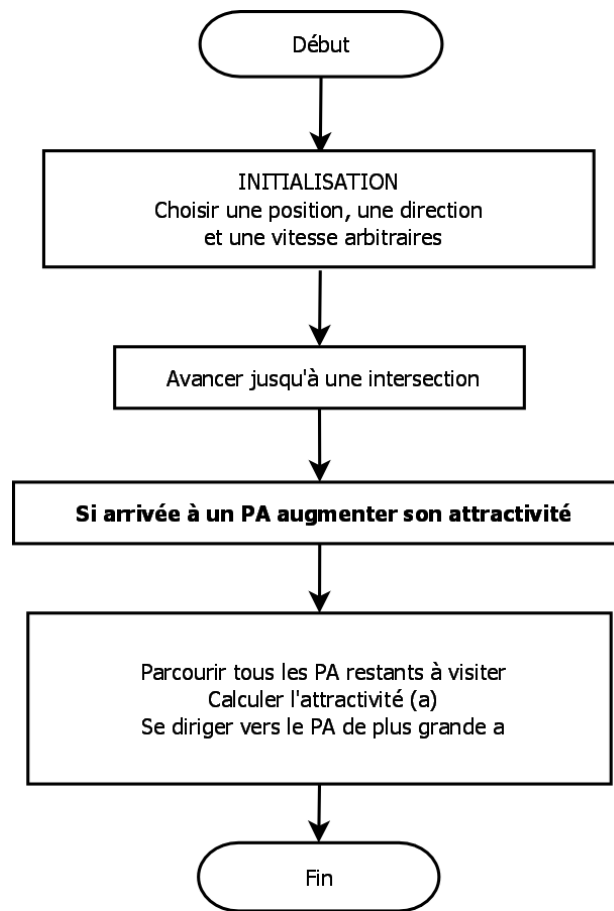 Début
INITIALISATION
Choisir une position, une direction
et une vitesse arbitraires
Avancer jusqu'à une intersection
Si arrivée à un PA augmenter son attractivité
Parcourir tous les PA restants à visiter
Calculer l'attractivité (a)
Se diriger vers le PA de plus grande a
Fin